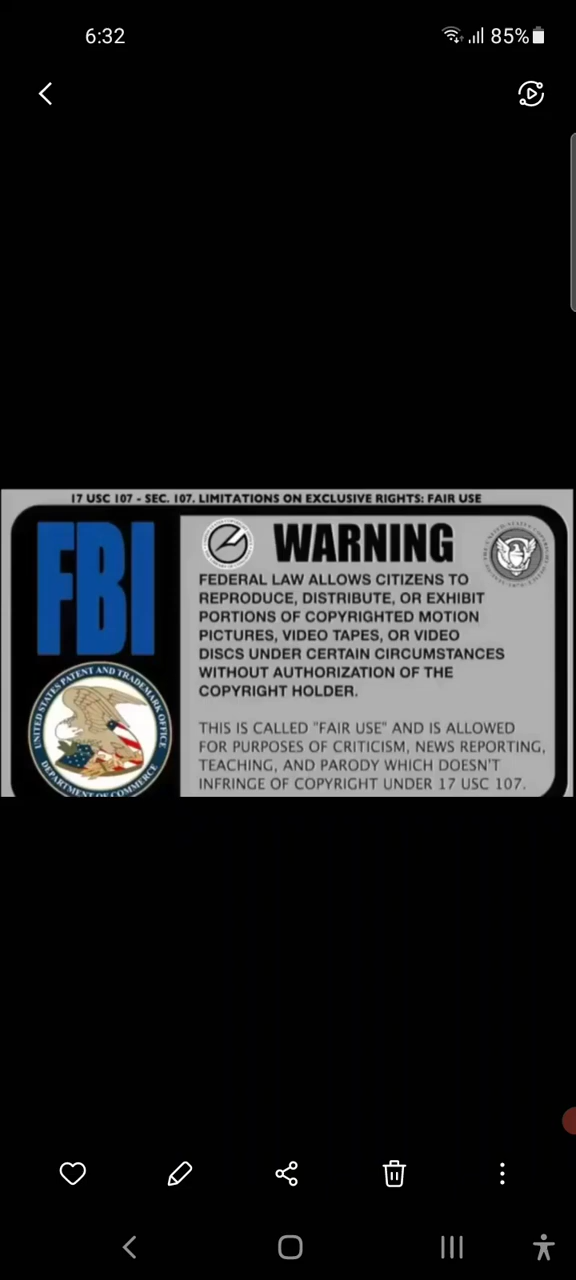 6:32
85%
17 USC 107 - SEC. 107. LIMITATIONS ON EXCLUSIVE RIGHTS: FAIR USE
FBI
WARNING
FEDERAL LAW ALLOWS CITIZENS TO
REPRODUCE, DISTRIBUTE, OR EXHIBIT
PORTIONS OF COPYRIGHTED MOTION
PICTURES, VIDEO TAPES, OR VIDEO
DISCS UNDER CERTAIN CIRCUMSTANCES
WITHOUT AUTHORIZATION OF THE
COPYRIGHT HOLDER.
THIS IS CALLED "FAIR USE" AND IS ALLOWED
FOR PURPOSES OF CRITICISM, NEWS REPORTING,
TEACHING, AND PARODY WHICH DOESN'T
INFRINGE OF COPYRIGHT UNDER 17 USC 107.
UNITED STATES PATENT AND TRADEMARK OFFICE
DEPARTMENT OF COMMERCE